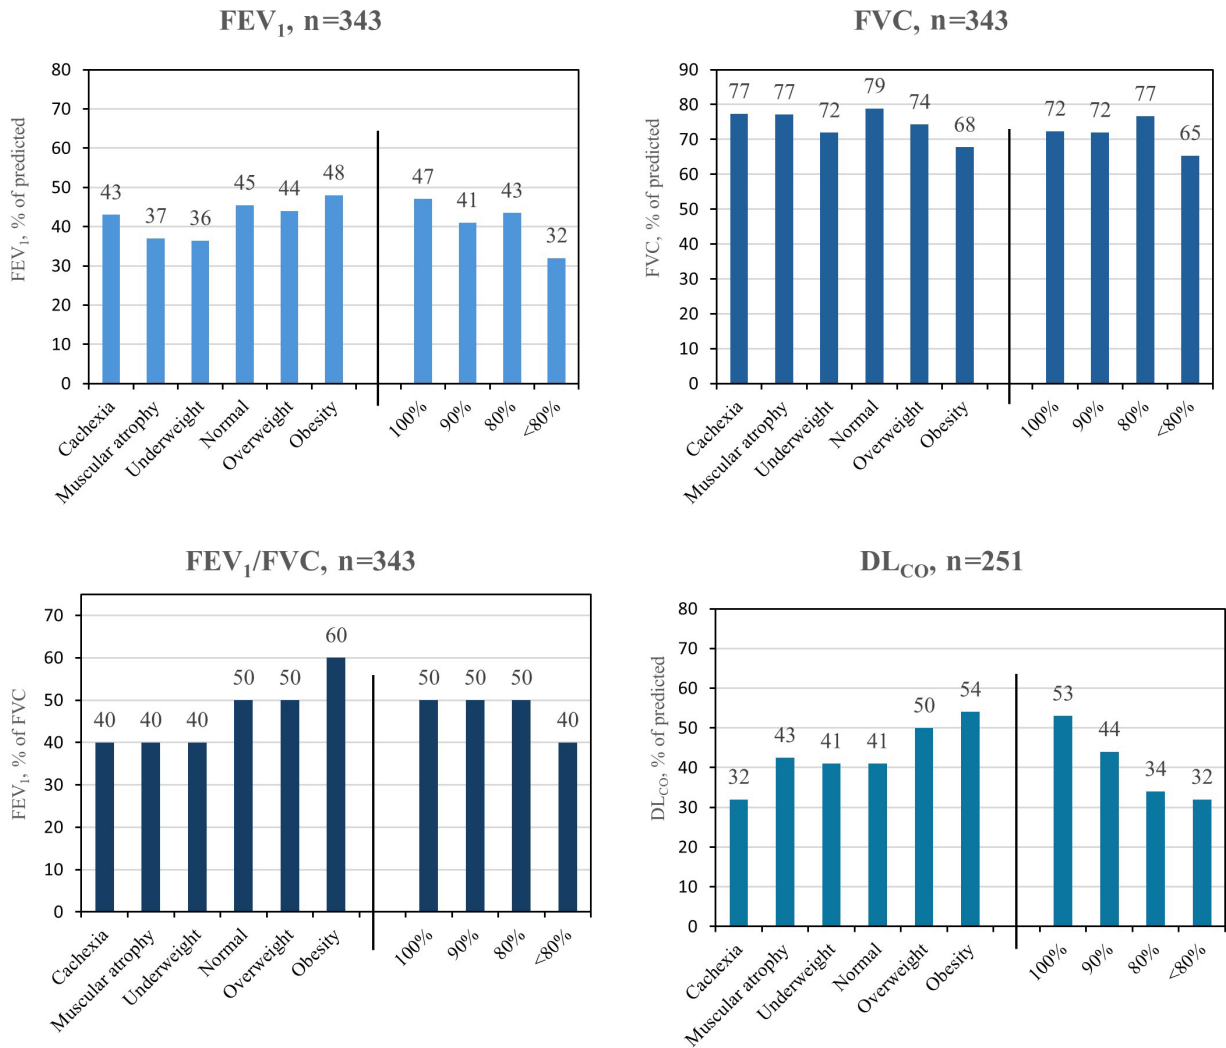 FEV₁, n=343
FEV₁, % of predicted
80
70
60
50
40
30
20
10
0
43
37
36
45
44
48
47
41
43
32
Cachexia
Muscular atrophy
Underweight
Normal
Overweight
Obesity
100%
90%
80%
<80%
FVC, n=343
FVC, % of predicted
90
80
70
60
50
40
30
20
10
0
77
77
72
79
74
68
72
72
77
65
Cachexia
Muscular atrophy
Underweight
Normal
Overweight
Obesity
100%
90%
80%
<80%
FEV₁/FVC, n=343
FEV₁, % of FVC
70
60
50
40
30
20
10
0
40
40
40
50
50
60
50
50
50
40
Cachexia
Muscular atrophy
Underweight
Normal
Overweight
Obesity
100%
90%
80%
<80%
DL_CO, n=251
DL_CO, % of predicted
80
70
60
50
40
30
20
10
0
32
43
41
41
50
54
53
44
34
32
Cachexia
Muscular atrophy
Underweight
Normal
Overweight
Obesity
100%
90%
80%
<80%